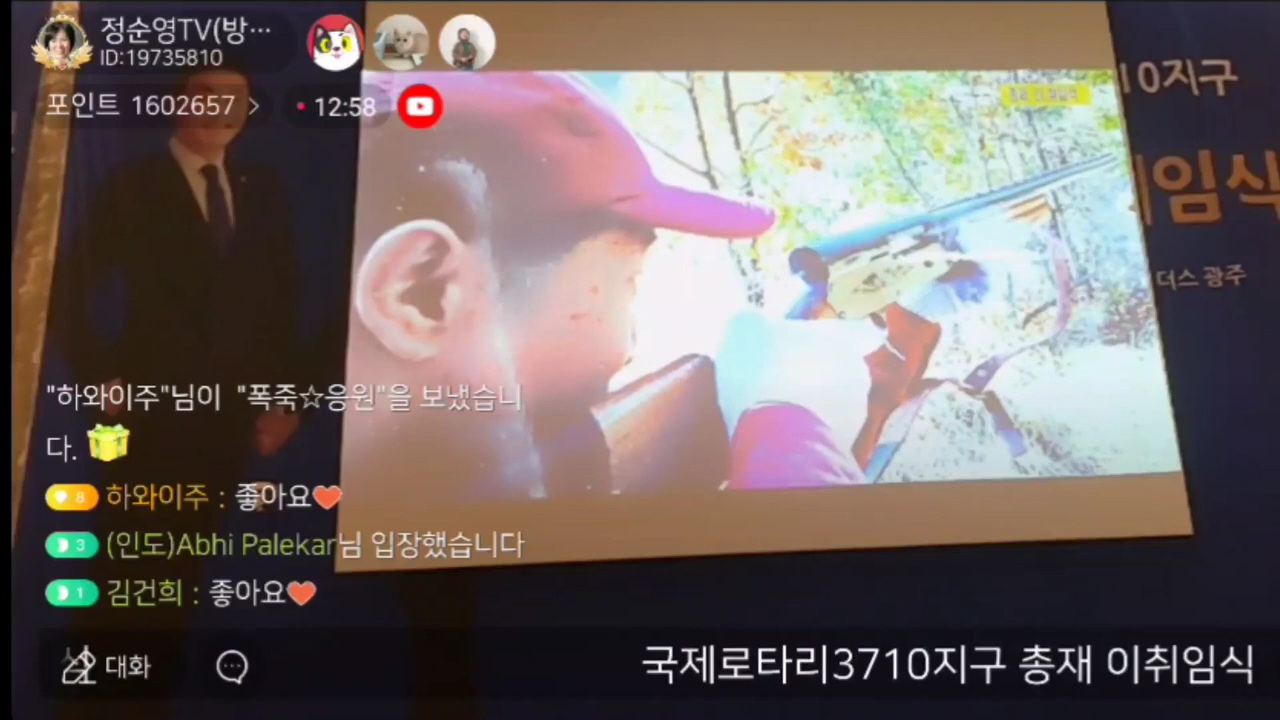 정순영TV(방…
ID:19735810
포인트 1602657 >
12:58
10지구
임식
더스 광주
"하와이주"님이 "폭죽☆응원"을 보냈습니
다.
8 하와이주 : 좋아요
3 (인도)Abhi Palekar님 입장했습니다
1 김건희 : 좋아요
대화
국제로타리3710지구 총재 이취임식